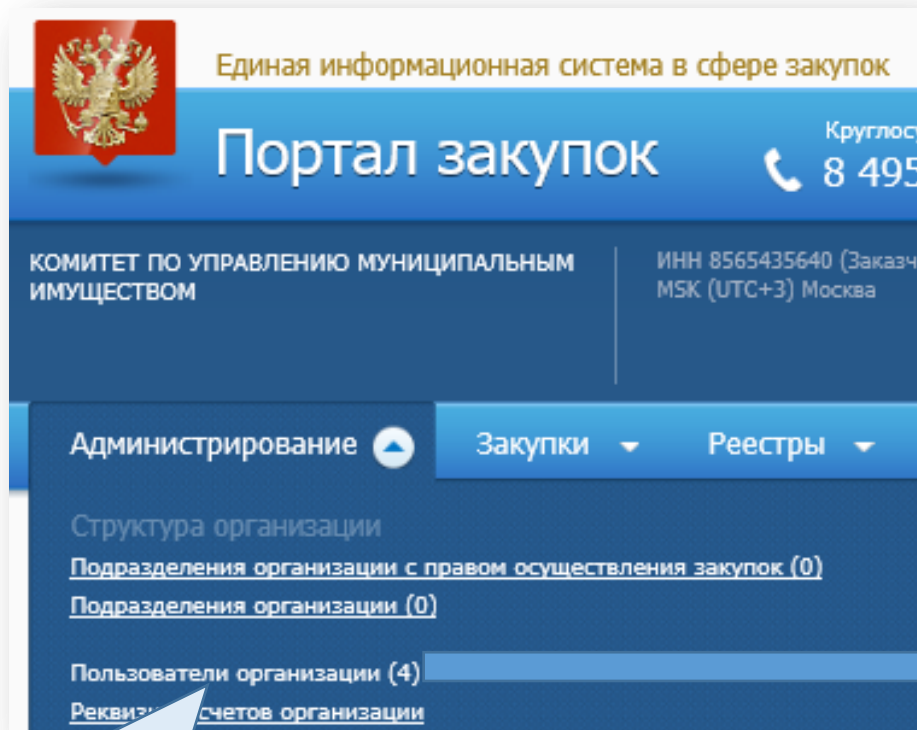 Единая информационная система в сфере закупок
Портал закупок
8 495
КОМИТЕТ ПО УПРАВЛЕНИЮ МУНИЦИПАЛЬНЫМ
ИМУЩЕСТВОМ
ИНН 8565435640
MSK (UTC+3) Москва
Администрирование
Закупки
Реестры
Структура организации
Подразделения организации с правом осуществления закупок (0)
Подразделения организации (0)
Пользователи организации (4)
счетов организации